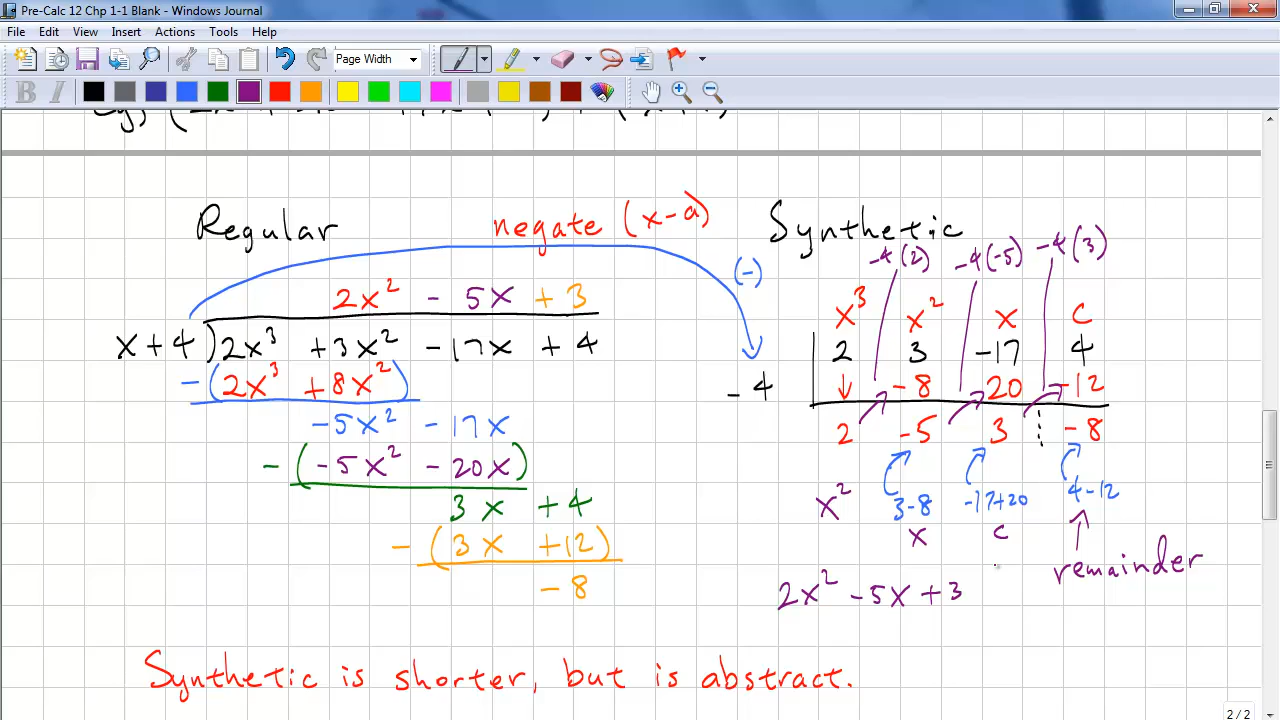 Pre-Calc 12 Chp 1-1 Blank - Windows Journal
File Edit View Insert Actions Tools Help
Page Width
B I
Regular
negate (x-a)
2x² - 5x + 3
x+4)2x³ +3x² -17x +4
-(2x³ +8x²)
-5x² -17x
-(-5x² -20x)
3x +4
-(3x +12)
-8
Synthetic
-4(2) -4(-5) -4(3)
(-)
x³ x² x c
2 3 -17 4
-4 ↓ -8 20 -12
2 -5 3 -8
x² 3-8 -17+20 4-12
x c
remainder
2x² -5x +3
Synthetic is shorter, but is abstract.
2/2